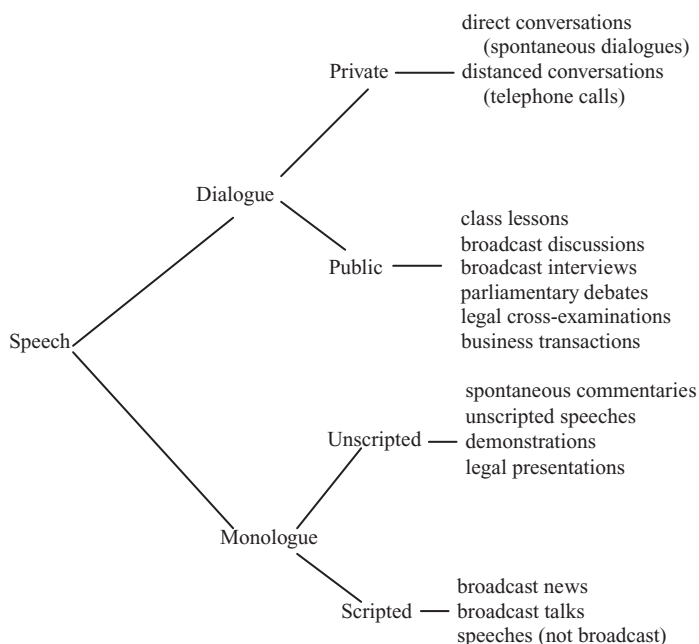 direct conversations
(spontaneous dialogues)
Private
distanced conversations
(telephone calls)
Dialogue
class lessons
broadcast discussions
Public
broadcast interviews
parliamentary debates
legal cross-examinations
business transactions
Speech
spontaneous commentaries
unscripted speeches
Unscripted
demonstrations
legal presentations
Monologue
broadcast news
Scripted
broadcast talks
speeches (not broadcast)